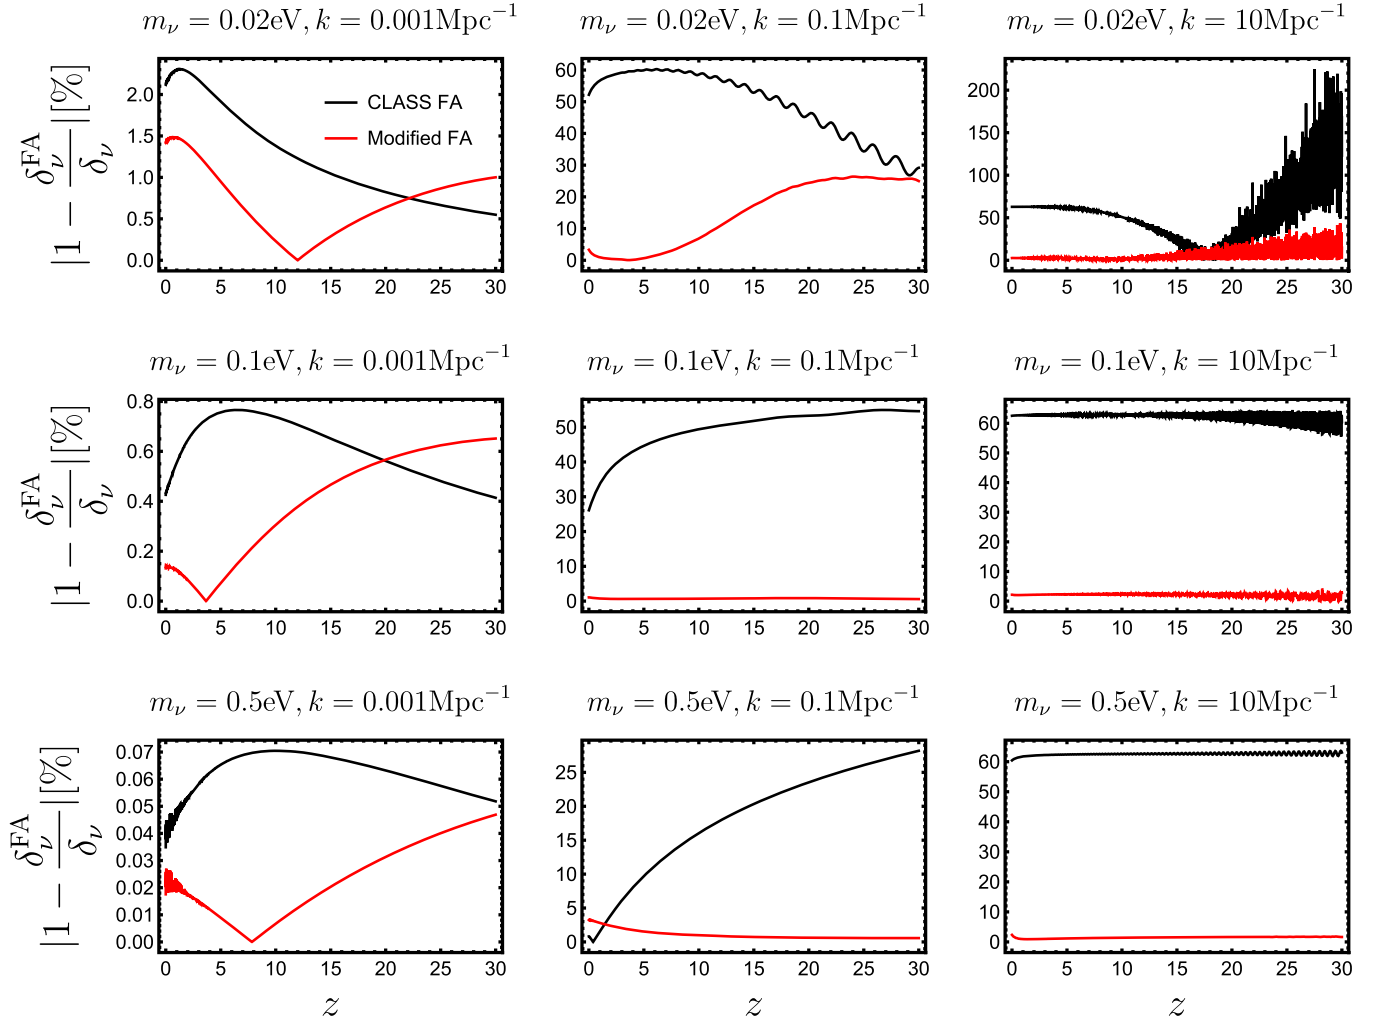 m_ν = 0.02eV, k = 0.001Mpc⁻¹
m_ν = 0.02eV, k = 0.1Mpc⁻¹
m_ν = 0.02eV, k = 10Mpc⁻¹
|1 − δ_ν^FA/δ_ν|[%]
2.0
1.5
1.0
0.5
0.0
CLASS FA
Modified FA
0 5 10 15 20 25 30
60
50
40
30
20
10
0
0 5 10 15 20 25 30
200
150
100
50
0
0 5 10 15 20 25 30
m_ν = 0.1eV, k = 0.001Mpc⁻¹
m_ν = 0.1eV, k = 0.1Mpc⁻¹
m_ν = 0.1eV, k = 10Mpc⁻¹
|1 − δ_ν^FA/δ_ν|[%]
0.8
0.6
0.4
0.2
0.0
0 5 10 15 20 25 30
50
40
30
20
10
0
0 5 10 15 20 25 30
60
50
40
30
20
10
0
0 5 10 15 20 25 30
m_ν = 0.5eV, k = 0.001Mpc⁻¹
m_ν = 0.5eV, k = 0.1Mpc⁻¹
m_ν = 0.5eV, k = 10Mpc⁻¹
|1 − δ_ν^FA/δ_ν|[%]
0.07
0.06
0.05
0.04
0.03
0.02
0.01
0.00
0 5 10 15 20 25 30
z
25
20
15
10
5
0
0 5 10 15 20 25 30
z
60
50
40
30
20
10
0
0 5 10 15 20 25 30
z